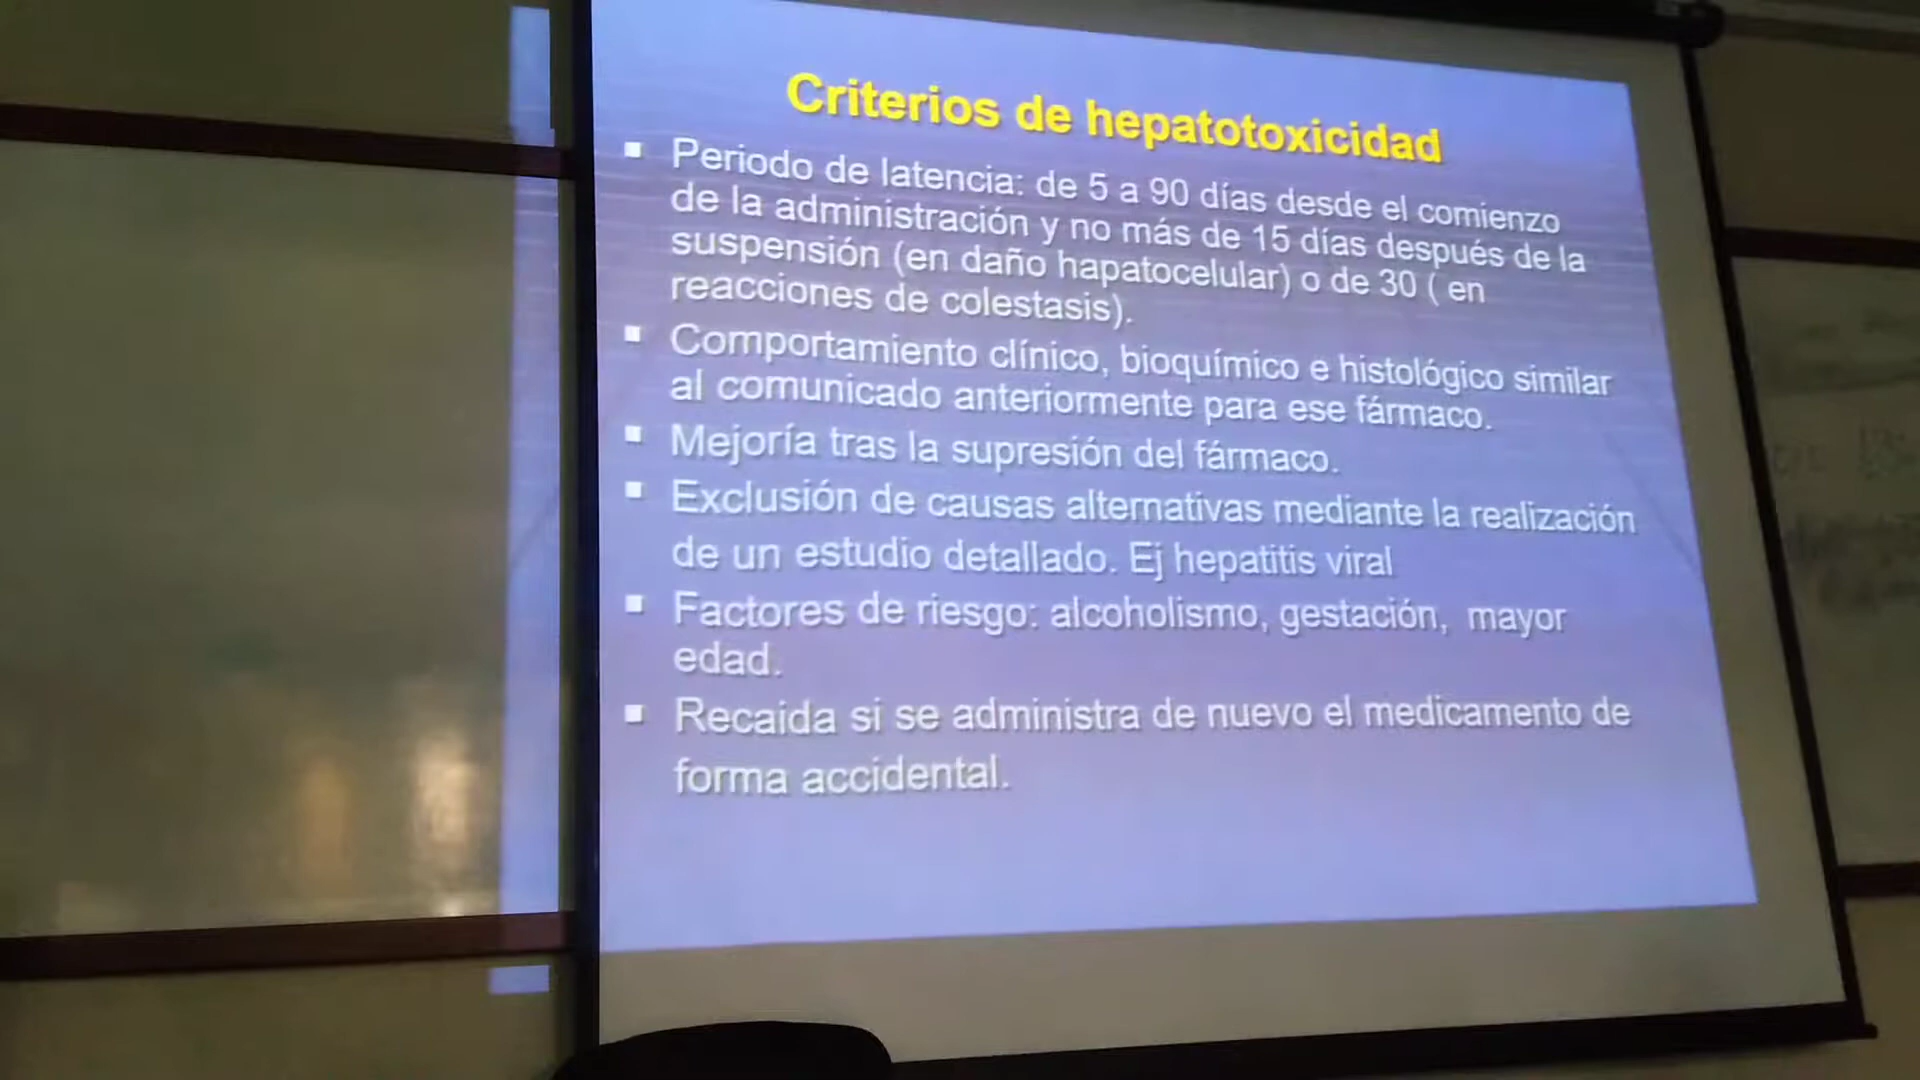 Criterios de hepatotoxicidad
▪ Periodo de latencia: de 5 a 90 días desde el comienzo
de la administración y no más de 15 días después de la
suspensión (en daño hapatocelular) o de 30 ( en
reacciones de colestasis).
▪ Comportamiento clínico, bioquímico e histológico similar
al comunicado anteriormente para ese fármaco.
▪ Mejoría tras la supresión del fármaco.
▪ Exclusión de causas alternativas mediante la realización
de un estudio detallado. Ej hepatitis viral
▪ Factores de riesgo: alcoholismo, gestación, mayor
edad.
▪ Recaida si se administra de nuevo el medicamento de
forma accidental.